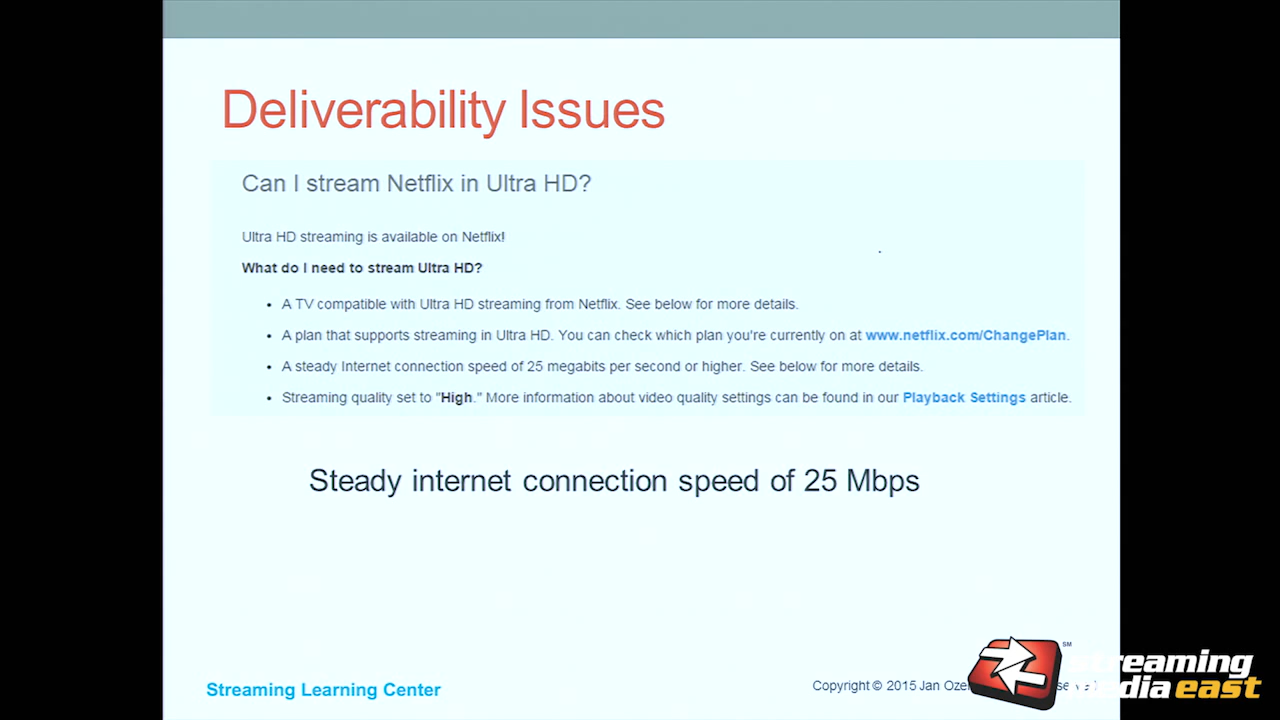 Deliverability Issues
Can I stream Netflix in Ultra HD?
Ultra HD streaming is available on Netflix!
What do I need to stream Ultra HD?
• A TV compatible with Ultra HD streaming from Netflix. See below for more details.
• A plan that supports streaming in Ultra HD. You can check which plan you're currently on at www.netflix.com/ChangePlan.
• A steady Internet connection speed of 25 megabits per second or higher. See below for more details.
• Streaming quality set to "High." More information about video quality settings can be found in our Playback Settings article.
Steady internet connection speed of 25 Mbps
Streaming Learning Center
Copyright © 2015 Jan
SM
streaming
media east